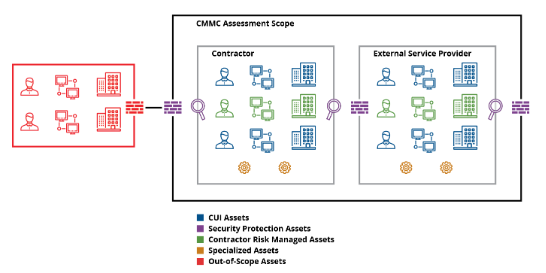 CMMC Assessment Scope
Contractor
External Service Provider
CUI Assets
Security Protection Assets
Contractor Risk Managed Assets
Specialized Assets
Out-of-Scope Assets